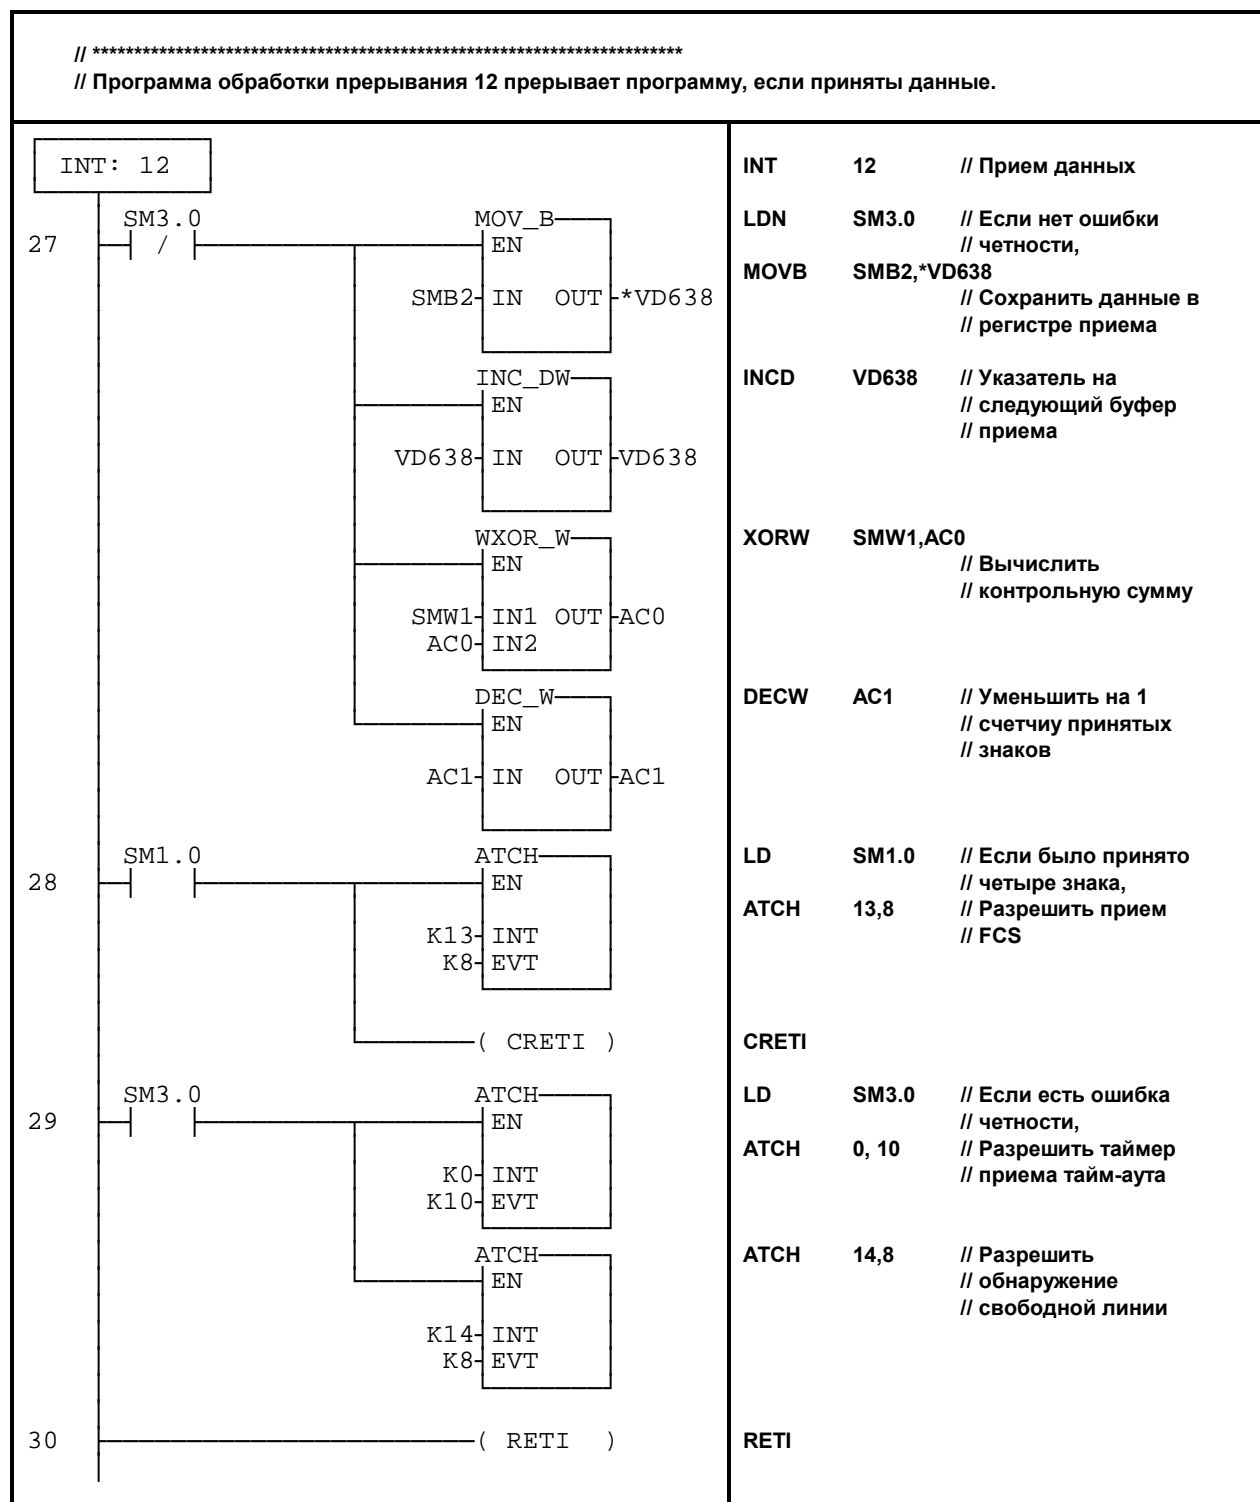 // ***********************************************************************
// Программа обработки прерывания 12 прерывает программу, если приняты данные.
INT: 12
INT 12 // Прием данных
SM3.0 MOV_B
LDN SM3.0 // Если нет ошибки
27 / EN
// четности,
MOVB SMB2,*VD638
SMB2 IN OUT *VD638
// Сохранить данные в
// регистре приема
INC_DW
INCD VD638 // Указатель на
EN
// следующий буфер
// приема
VD638 IN OUT VD638
WXOR_W
XORW SMW1,AC0
EN
// Вычислить
// контрольную сумму
SMW1 IN1 OUT AC0
AC0 IN2
DEC_W
DECW AC1 // Уменьшить на 1
EN
// счетчиу принятых
// знаков
AC1 IN OUT AC1
SM1.0 ATCH
LD SM1.0 // Если было принято
28 EN
// четыре знака,
ATCH 13,8 // Разрешить прием
K13 INT
// FCS
K8 EVT
( CRETI )
CRETI
SM3.0 ATCH
LD SM3.0 // Если есть ошибка
29 EN
// четности,
ATCH 0, 10 // Разрешить таймер
K0 INT
// приема тайм-аута
K10 EVT
ATCH
ATCH 14,8 // Разрешить
EN
// обнаружение
// свободной линии
K14 INT
K8 EVT
30 ( RETI )
RETI